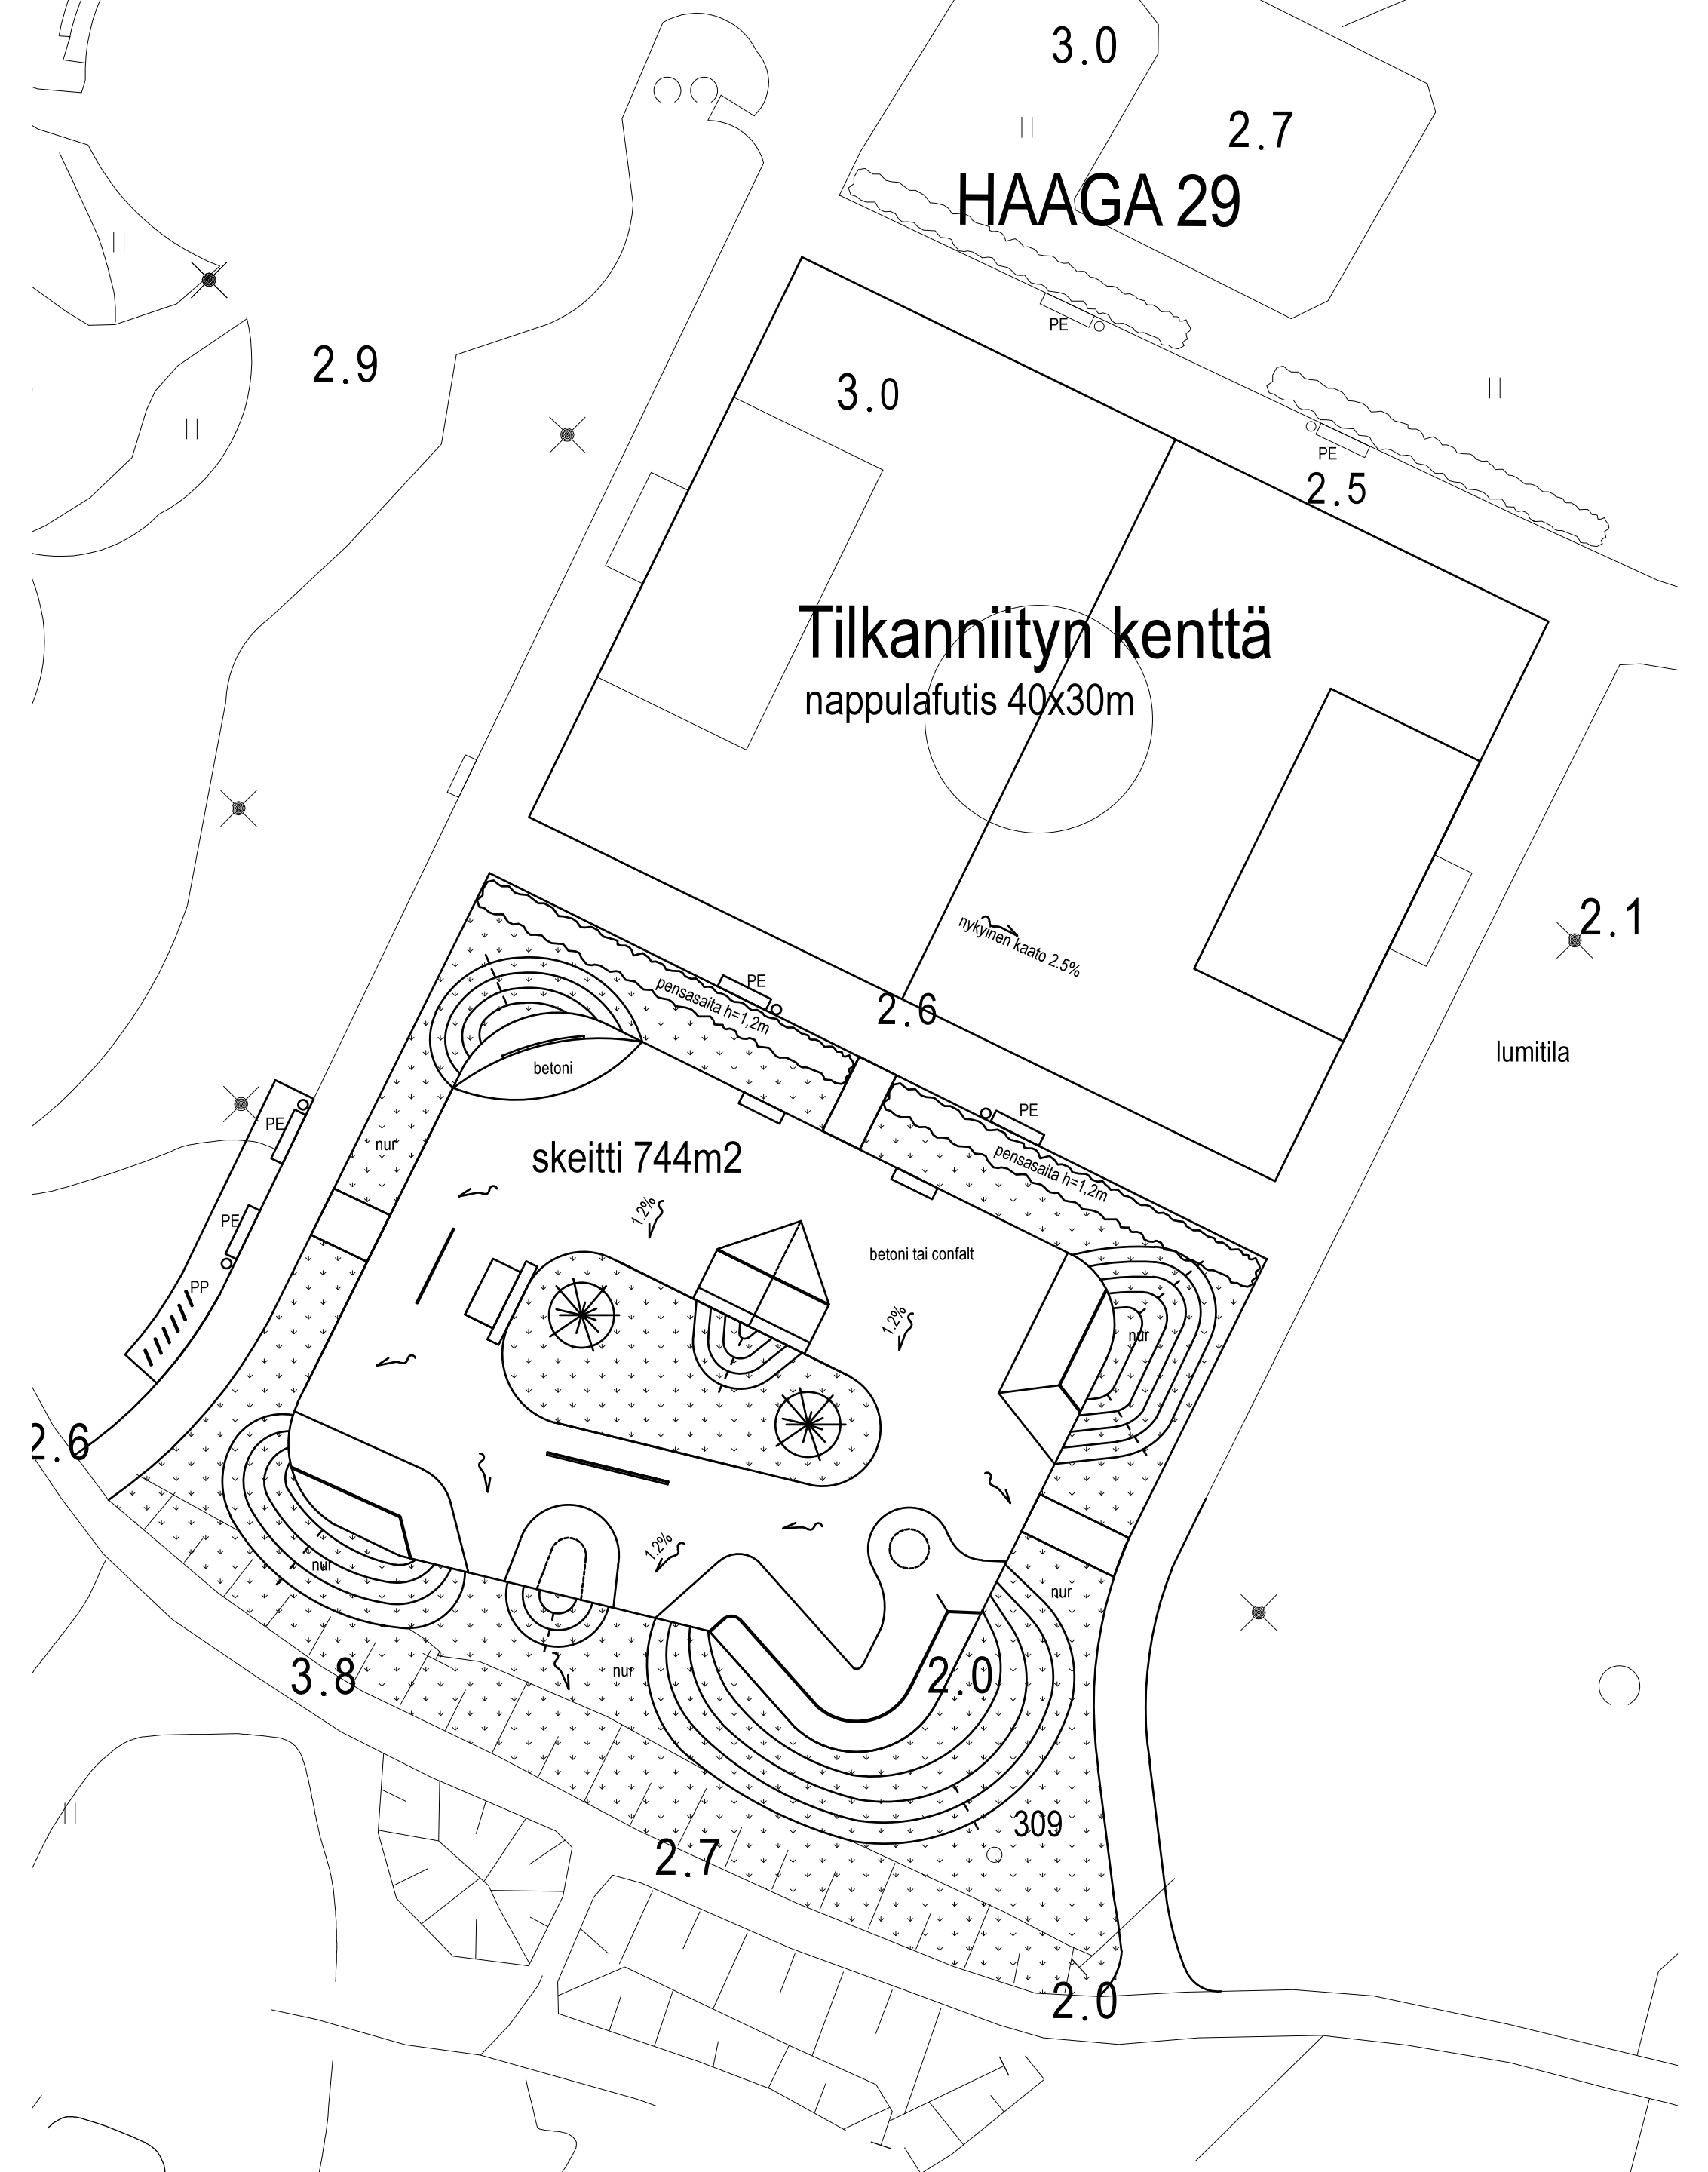 3.0
2.7
HAAGA 29
PE
2.9
3.0
PE
2.5
Tilkanniityn kenttä
nappulafutis 40x30m
2.1
nykyinen kaato 2.5%
PE
pensasaita h=1,2m
2.6
lumitila
betoni
PE
PE
nur
skeitti 744m2
pensasaita h=1,2m
PE
1.2%
betoni tai confalt
PP
1.2%
nur
2.6
1.2%
nur
nur
nur
3.8
2.0
309
2.7
2.0